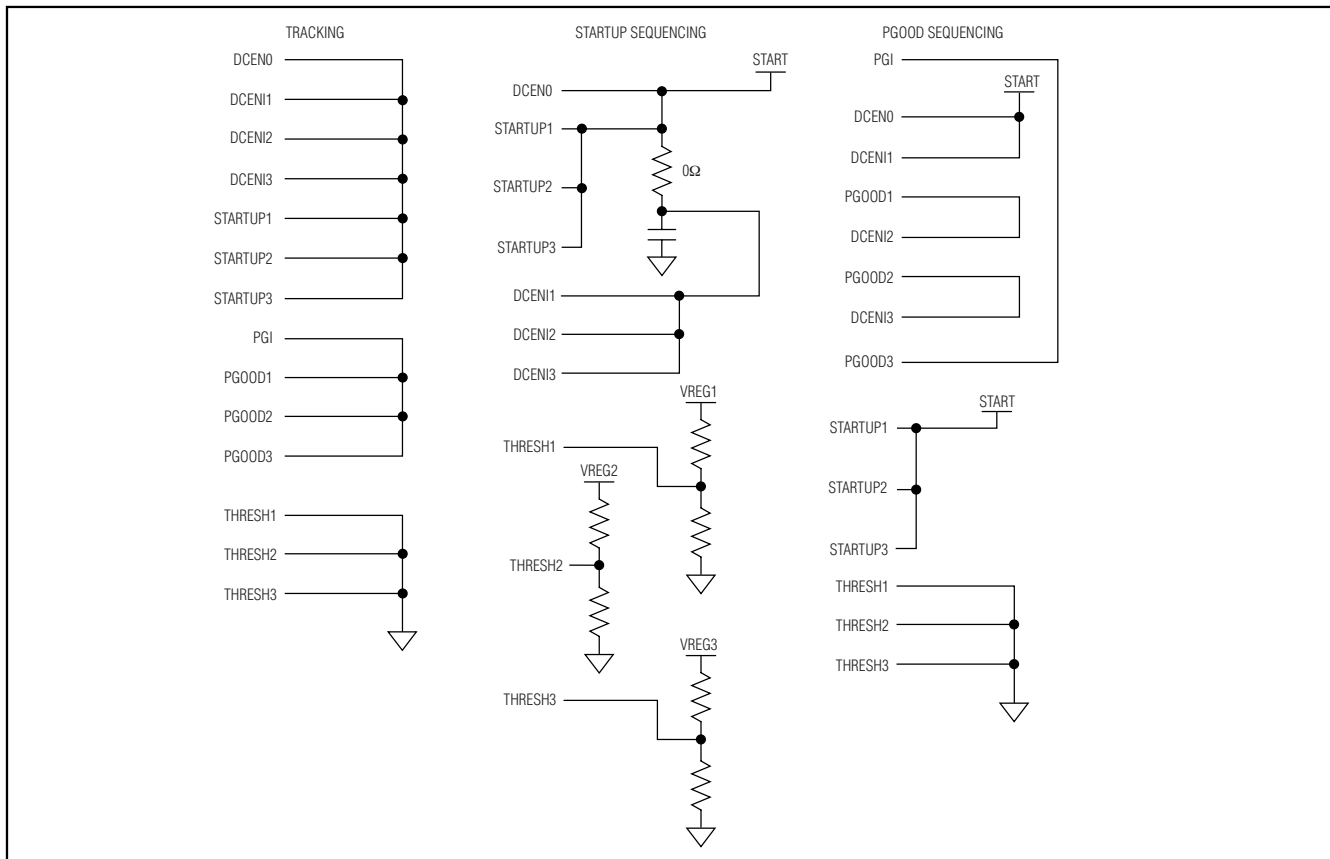 TRACKING
DCEN0
DCENI1
DCENI2
DCENI3
STARTUP1
STARTUP2
STARTUP3
PGI
PGOOD1
PGOOD2
PGOOD3
THRESH1
THRESH2
THRESH3
STARTUP SEQUENCING
START
DCEN0
STARTUP1
0Ω
STARTUP2
STARTUP3
DCENI1
DCENI2
DCENI3
VREG1
THRESH1
VREG2
THRESH2
VREG3
THRESH3
PGOOD SEQUENCING
PGI
START
DCEN0
DCENI1
PGOOD1
DCENI2
PGOOD2
DCENI3
PGOOD3
START
STARTUP1
STARTUP2
STARTUP3
THRESH1
THRESH2
THRESH3